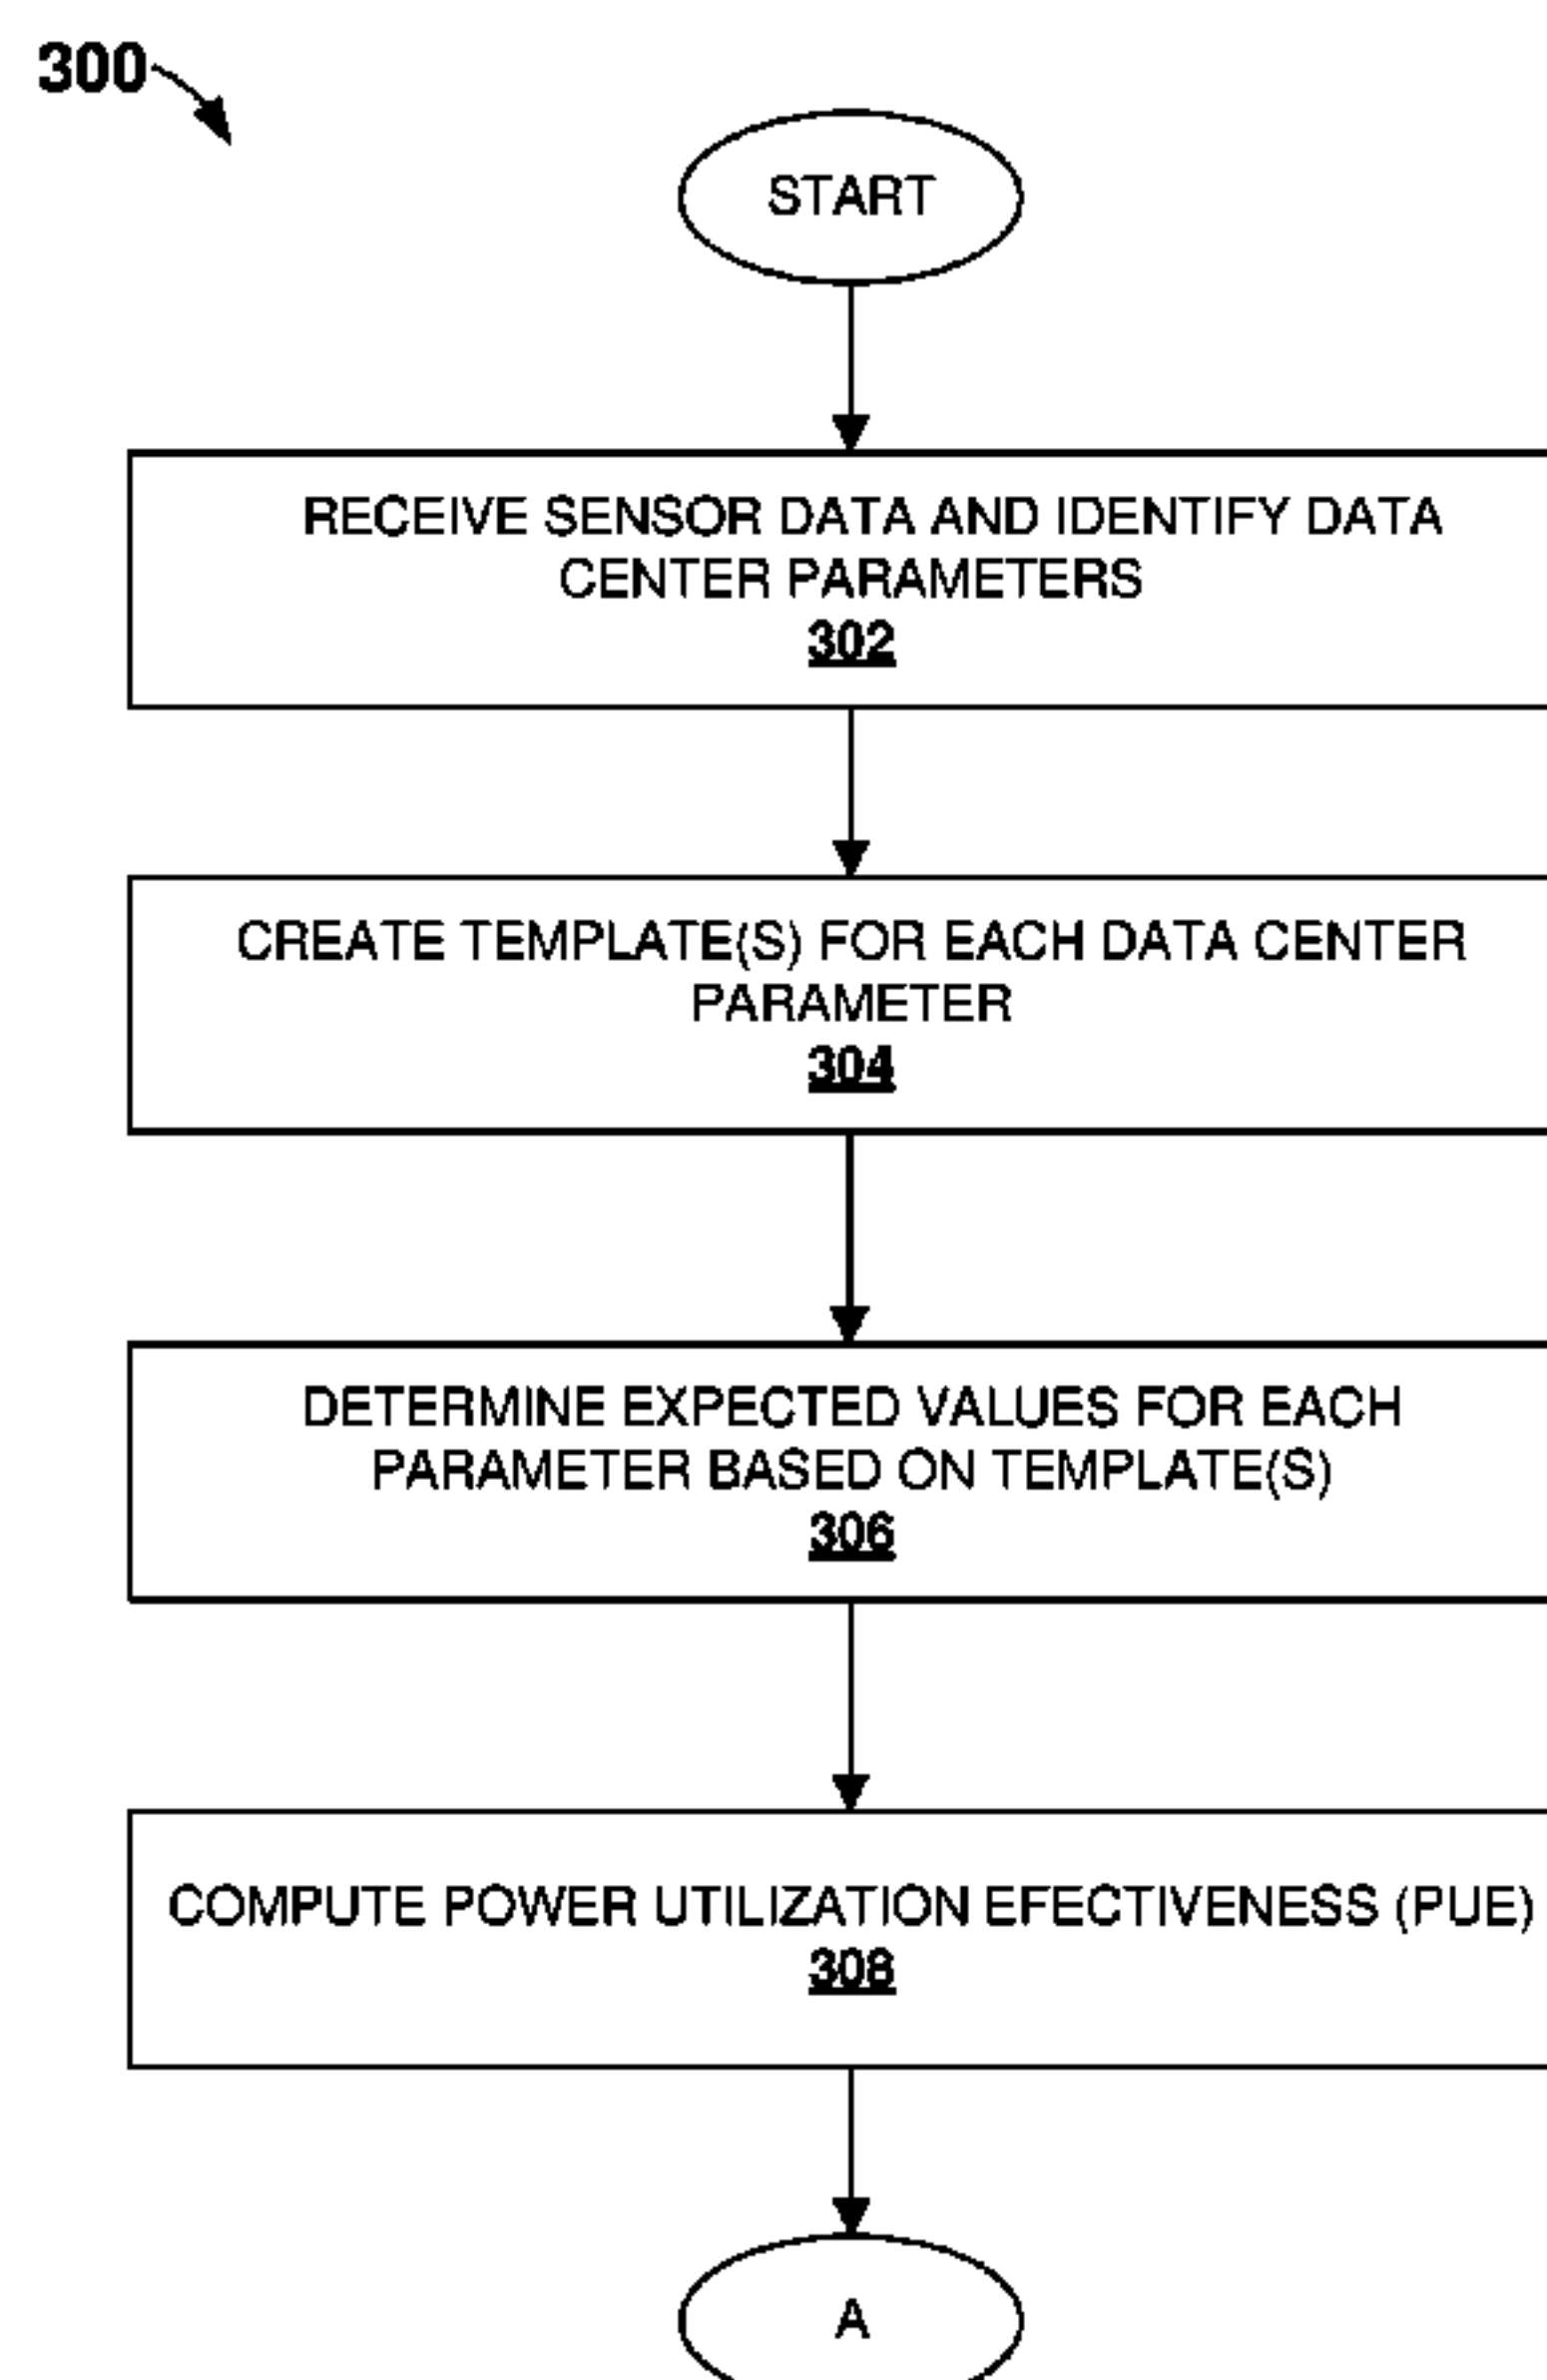 300
START
RECEIVE SENSOR DATA AND IDENTIFY DATA
CENTER PARAMETERS
302
CREATE TEMPLATE(S) FOR EACH DATA CENTER
PARAMETER
304
DETERMINE EXPECTED VALUES FOR EACH
PARAMETER BASED ON TEMPLATE(S)
306
COMPUTE POWER UTILIZATION EFECTIVENESS (PUE)
308
A